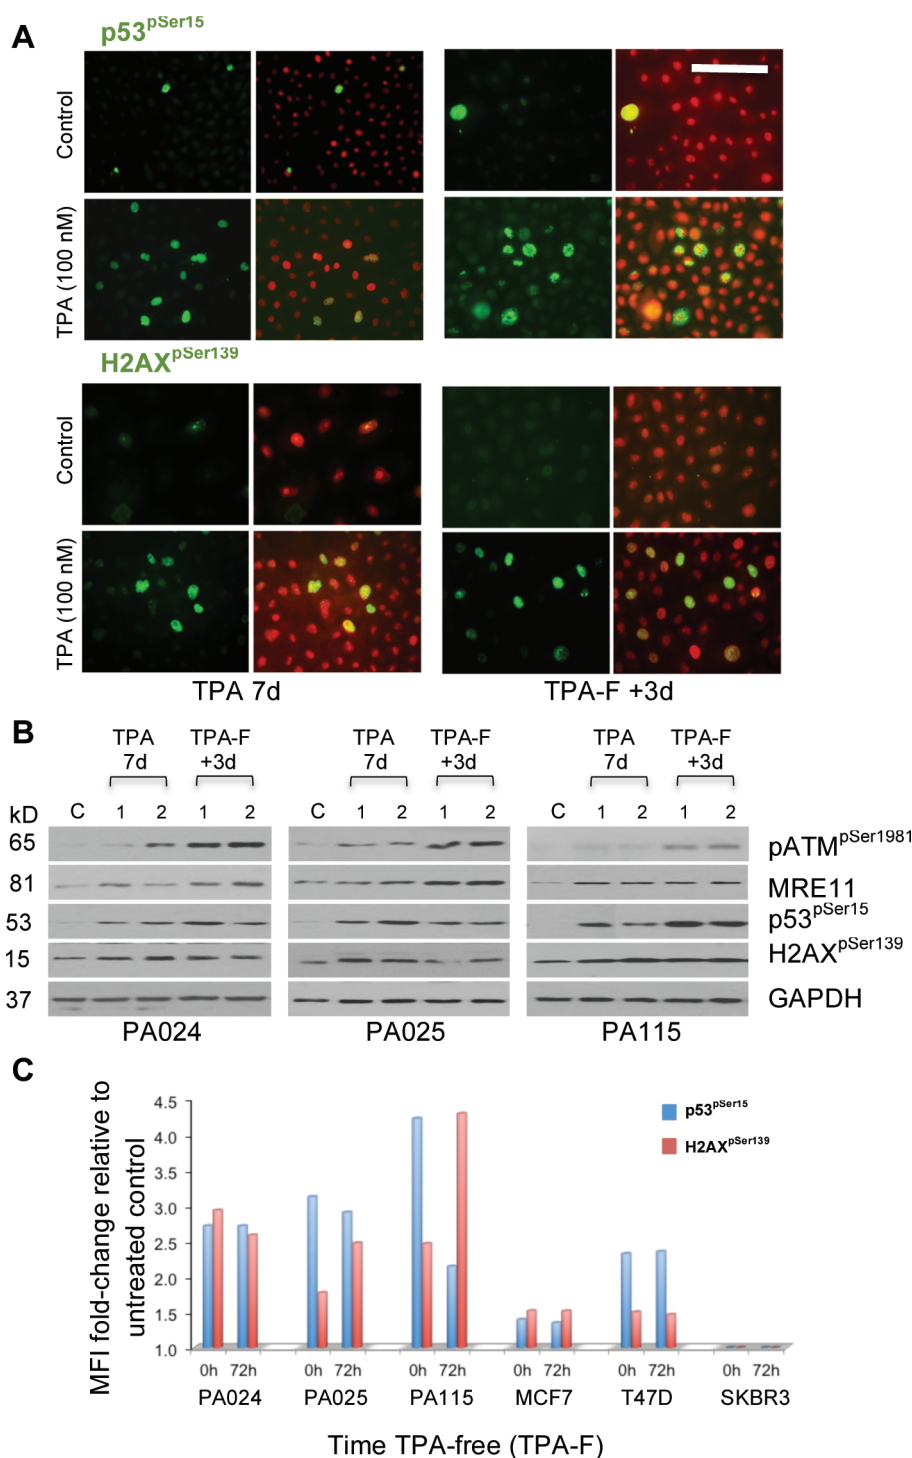 A
p53pSer15
Control
TPA (100 nM)
H2AXpSer139
Control
TPA (100 nM)
TPA 7d
TPA-F +3d
B
TPA 7d
TPA-F +3d
TPA 7d
TPA-F +3d
TPA 7d
TPA-F +3d
kD
C 1 2 1 2
C 1 2 1 2
C 1 2 1 2
65
pATMpSer1981
81
MRE11
53
p53pSer15
15
H2AXpSer139
37
GAPDH
PA024
PA025
PA115
C
MFI fold-change relative to
untreated control
4.5
4.0
3.5
3.0
2.5
2.0
1.5
1.0
p53pSer15
H2AXpSer139
0h 72h 0h 72h 0h 72h 0h 72h 0h 72h 0h 72h
PA024 PA025 PA115 MCF7 T47D SKBR3
Time TPA-free (TPA-F)